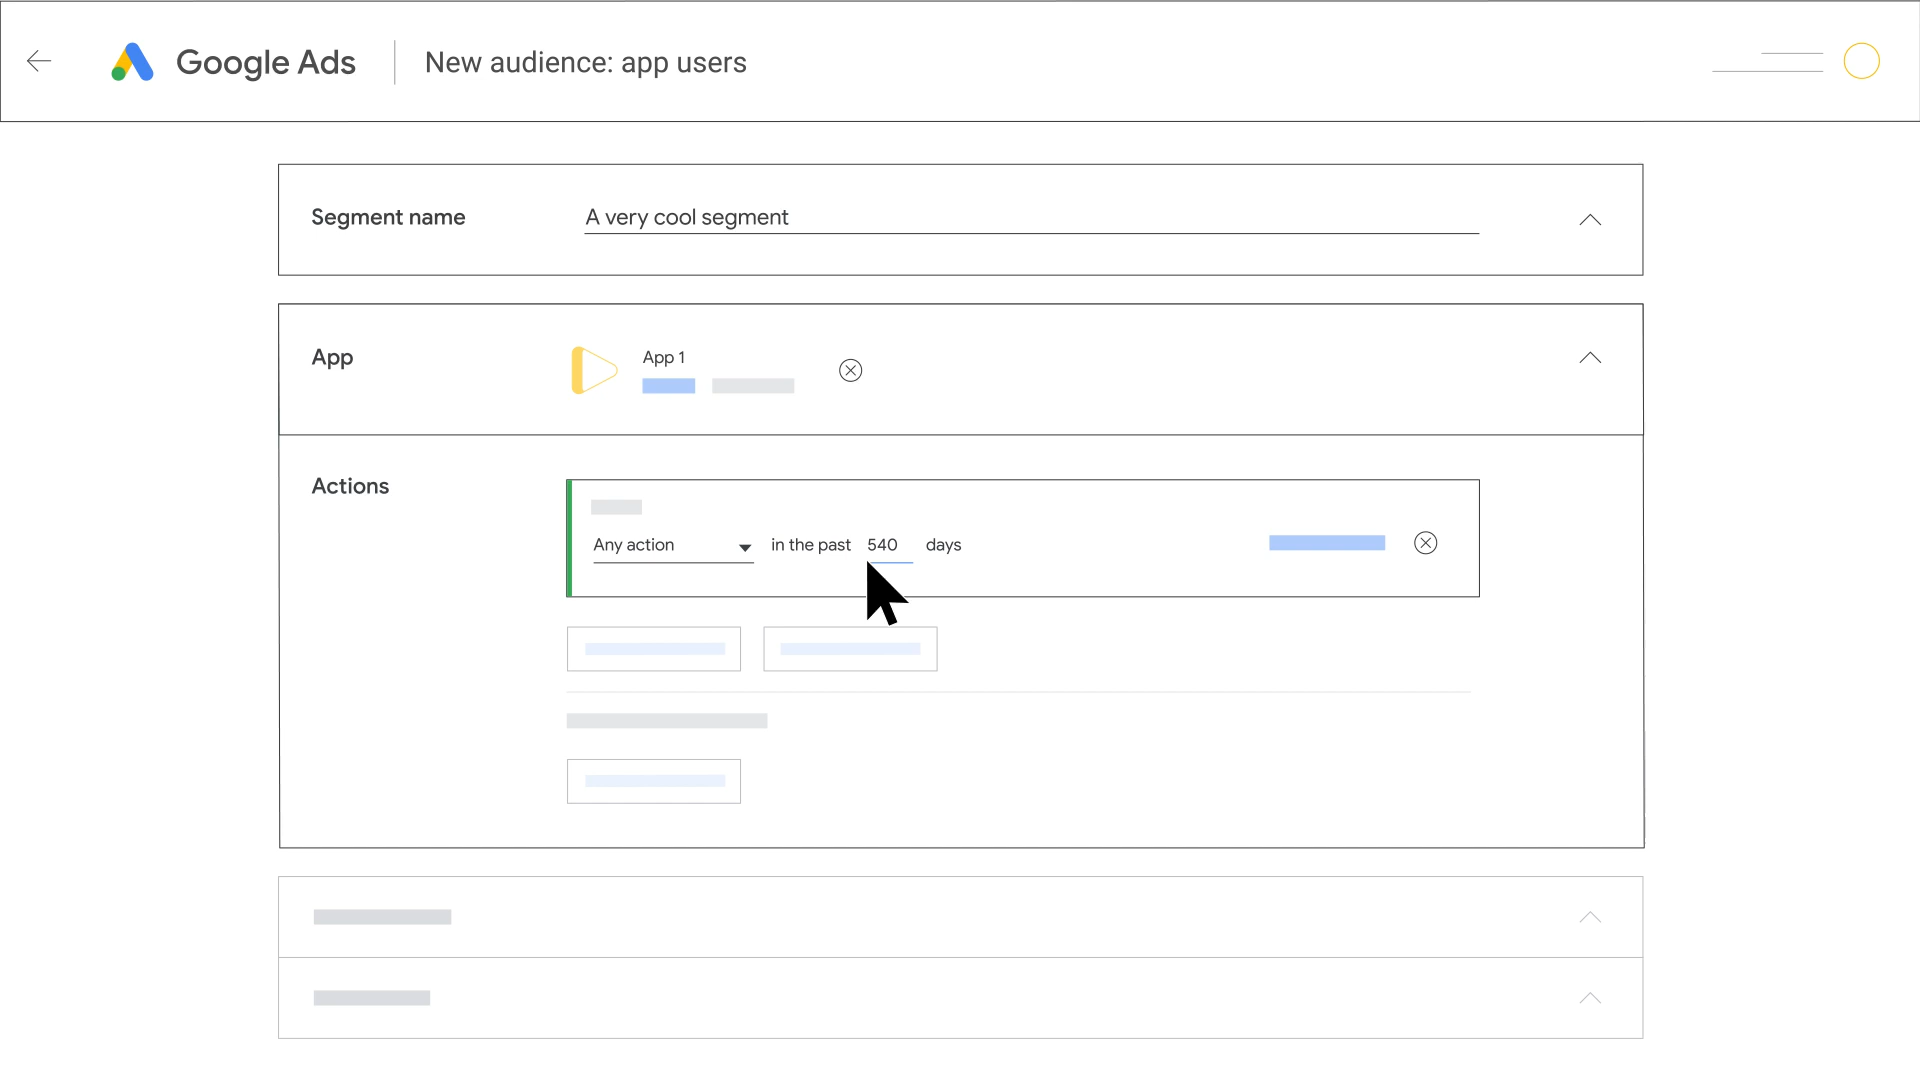 Google Ads
New audience: app users
Segment name
A very cool segment
App
App 1
Actions
Any action in the past 540 days